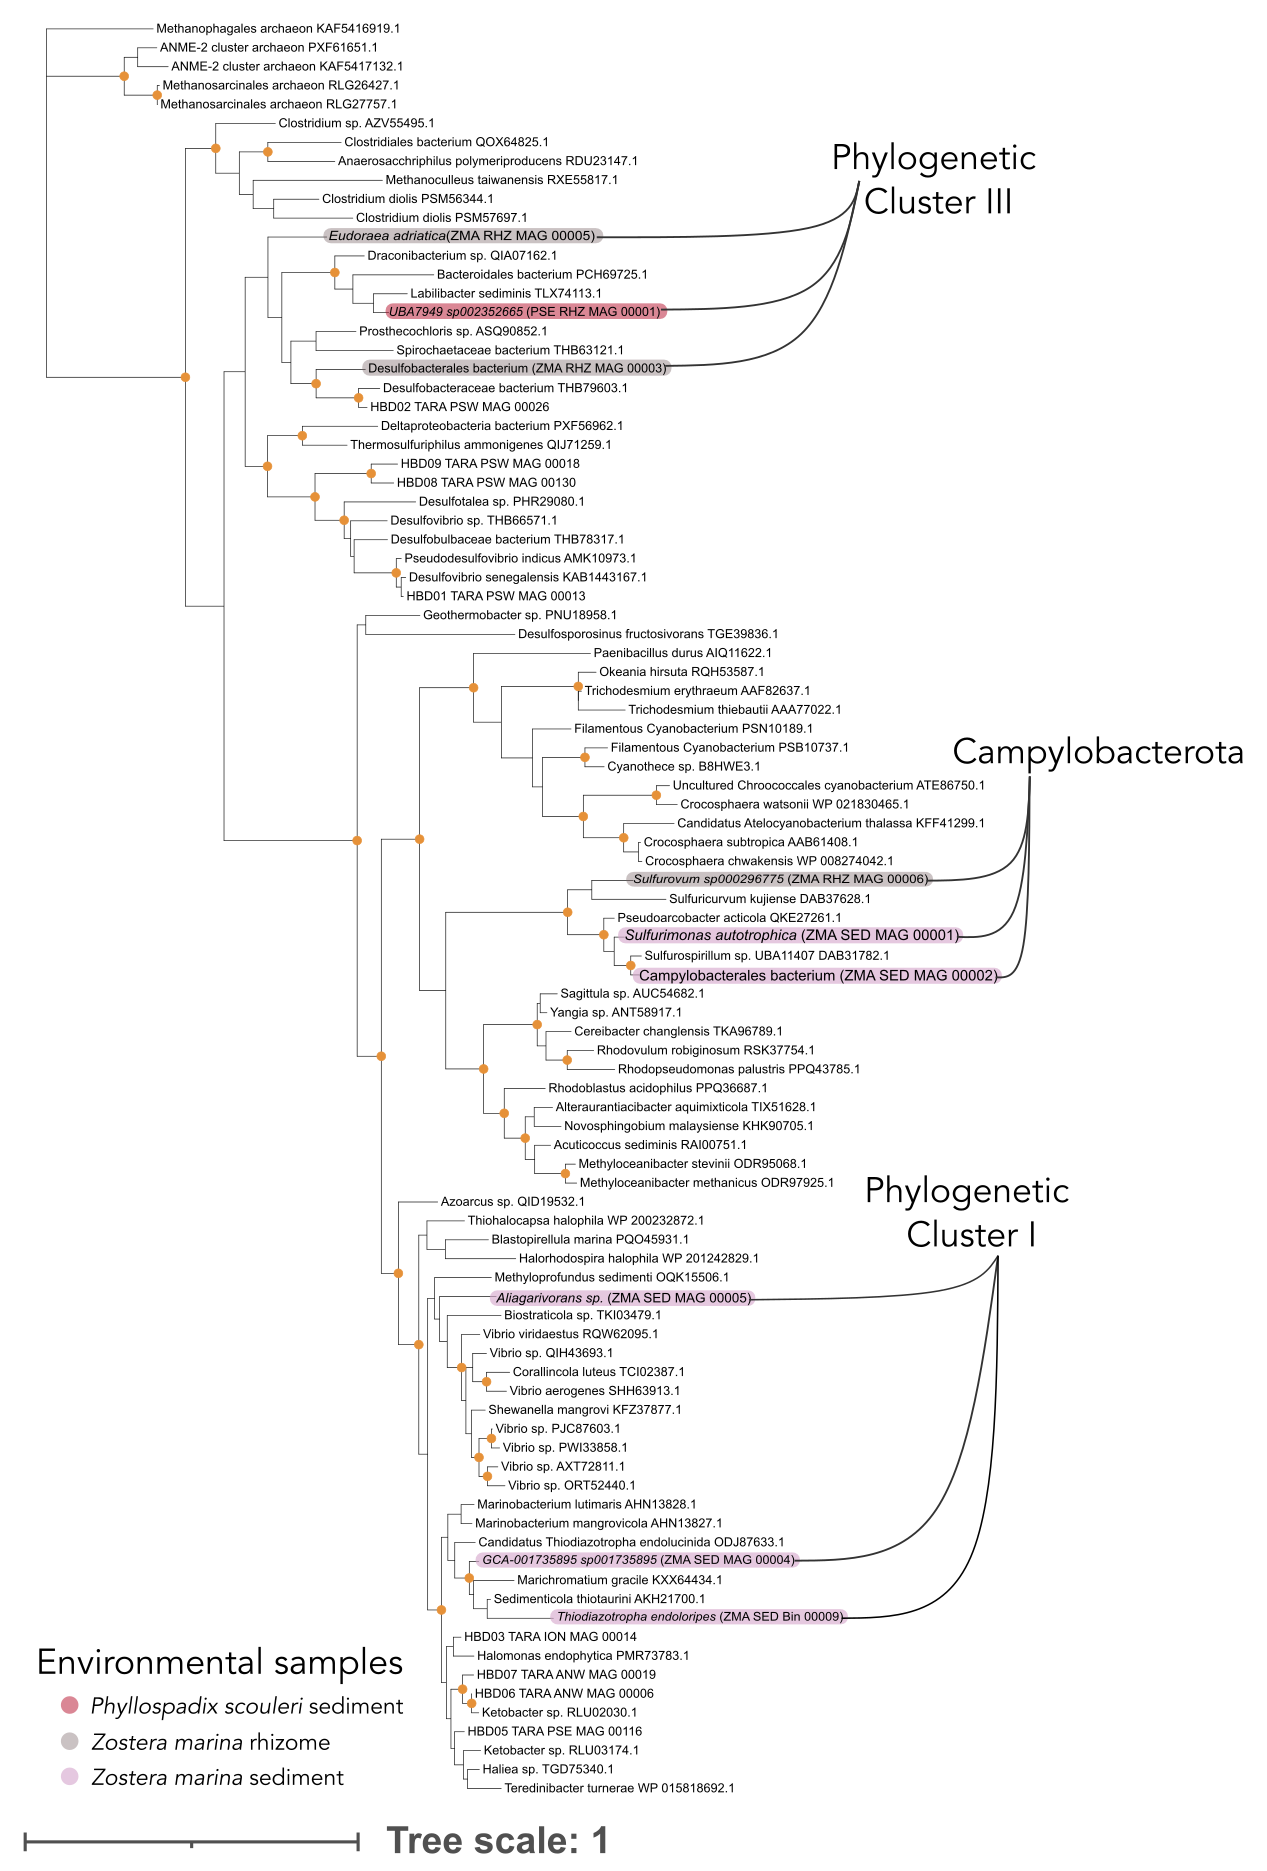 Methanophagales archaeon KAF5416919.1
ANME-2 cluster archaeon PXF61651.1
ANME-2 cluster archaeon KAF5417132.1
Methanosarcinales archaeon RLG26427.1
Methanosarcinales archaeon RLG27757.1
Clostridium sp. AZV55495.1
Clostridiales bacterium QOX64825.1
Anaerosacchriphilus polymeriproducens RDU23147.1
Methanoculleus taiwanensis RXE55817.1
Clostridium diolis PSM56344.1
Clostridium diolis PSM57697.1
Phylogenetic
Cluster III
Eudoraea adriatica(ZMA RHZ MAG 00005)
Draconibacterium sp. QIA07162.1
Bacteroidales bacterium PCH69725.1
Labilibacter sediminis TLX74113.1
UBA7949 sp002352665 (PSE RHZ MAG 00001)
Prosthecochloris sp. ASQ90852.1
Spirochaetaceae bacterium THB63121.1
Desulfobacterales bacterium (ZMA RHZ MAG 00003)
Desulfobacteraceae bacterium THB79603.1
HBD02 TARA PSW MAG 00026
Deltaproteobacteria bacterium PXF56962.1
Thermosulfuriphilus ammonigenes QIJ71259.1
HBD09 TARA PSW MAG 00018
HBD08 TARA PSW MAG 00130
Desulfotalea sp. PHR29080.1
Desulfovibrio sp. THB66571.1
Desulfobulbaceae bacterium THB78317.1
Pseudodesulfovibrio indicus AMK10973.1
Desulfovibrio senegalensis KAB1443167.1
HBD01 TARA PSW MAG 00013
Geothermobacter sp. PNU18958.1
Desulfosporosinus fructosivorans TGE39836.1
Paenibacillus durus AIQ11622.1
Okeania hirsuta RQH53587.1
Trichodesmium erythraeum AAF82637.1
Trichodesmium thiebautii AAA77022.1
Filamentous Cyanobacterium PSN10189.1
Filamentous Cyanobacterium PSB10737.1
Cyanothece sp. B8HWE3.1
Campylobacterota
Uncultured Chroococcales cyanobacterium ATE86750.1
Crocosphaera watsonii WP 021830465.1
Candidatus Atelocyanobacterium thalassa KFF41299.1
Crocosphaera subtropica AAB61408.1
Crocosphaera chwakensis WP 008274042.1
Sulfurovum sp000296775 (ZMA RHZ MAG 00006)
Sulfuricurvum kujiense DAB37628.1
Pseudoarcobacter acticola QKE27261.1
Sulfurimonas autotrophica (ZMA SED MAG 00001)
Sulfurospirillum sp. UBA11407 DAB31782.1
Campylobacterales bacterium (ZMA SED MAG 00002)
Sagittula sp. AUC54682.1
Yangia sp. ANT58917.1
Cereibacter changlensis TKA96789.1
Rhodovulum robiginosum RSK37754.1
Rhodopseudomonas palustris PPQ43785.1
Rhodoblastus acidophilus PPQ36687.1
Alteraurantiacibacter aquimixticola TIX51628.1
Novosphingobium malaysiense KHK90705.1
Acuticoccus sediminis RAI00751.1
Methyloceanibacter stevinii ODR95068.1
Methyloceanibacter methanicus ODR97925.1
Phylogenetic
Cluster I
Azoarcus sp. QID19532.1
Thiohalocapsa halophila WP 200232872.1
Blastopirellula marina PQO45931.1
Halorhodospira halophila WP 201242829.1
Methyloprofundus sedimenti OQK15506.1
Aliagarivorans sp. (ZMA SED MAG 00005)
Biostraticola sp. TKI03479.1
Vibrio viridaestus RQW62095.1
Vibrio sp. QIH43693.1
Corallincola luteus TCI02387.1
Vibrio aerogenes SHH63913.1
Shewanella mangrovi KFZ37877.1
Vibrio sp. PJC87603.1
Vibrio sp. PWI33858.1
Vibrio sp. AXT72811.1
Vibrio sp. ORT52440.1
Marinobacterium lutimaris AHN13828.1
Marinobacterium mangrovicola AHN13827.1
Candidatus Thiodiazotropha endolucinida ODJ87633.1
GCA-001735895 sp001735895 (ZMA SED MAG 00004)
Marichromatium gracile KXX64434.1
Sedimenticola thiotaurini AKH21700.1
Thiodiazotropha endoloripes (ZMA SED Bin 00009)
HBD03 TARA ION MAG 00014
Halomonas endophytica PMR73783.1
HBD07 TARA ANW MAG 00019
HBD06 TARA ANW MAG 00006
Ketobacter sp. RLU02030.1
HBD05 TARA PSE MAG 00116
Ketobacter sp. RLU03174.1
Haliea sp. TGD75340.1
Teredinibacter turnerae WP 015818692.1
Environmental samples
Phyllospadix scouleri sediment
Zostera marina rhizome
Zostera marina sediment
Tree scale: 1